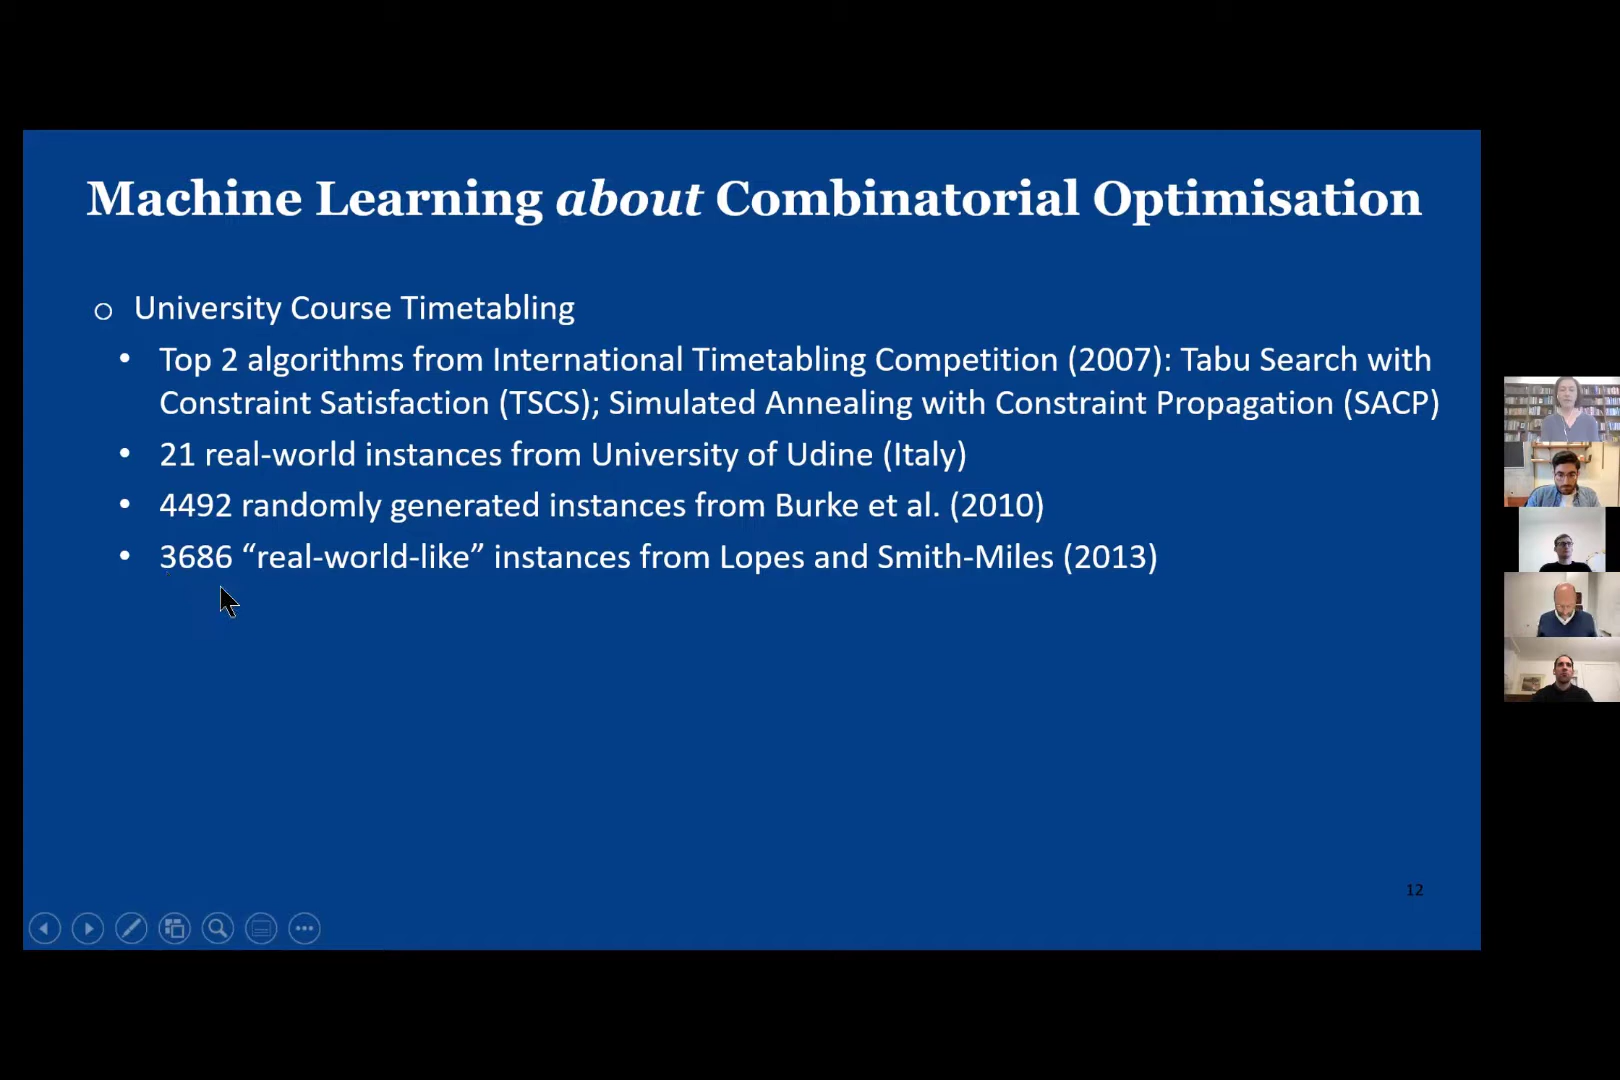 Machine Learning about Combinatorial Optimisation
o University Course Timetabling
• Top 2 algorithms from International Timetabling Competition (2007): Tabu Search with
Constraint Satisfaction (TSCS); Simulated Annealing with Constraint Propagation (SACP)
• 21 real-world instances from University of Udine (Italy)
• 4492 randomly generated instances from Burke et al. (2010)
• 3686 “real-world-like” instances from Lopes and Smith-Miles (2013)
12